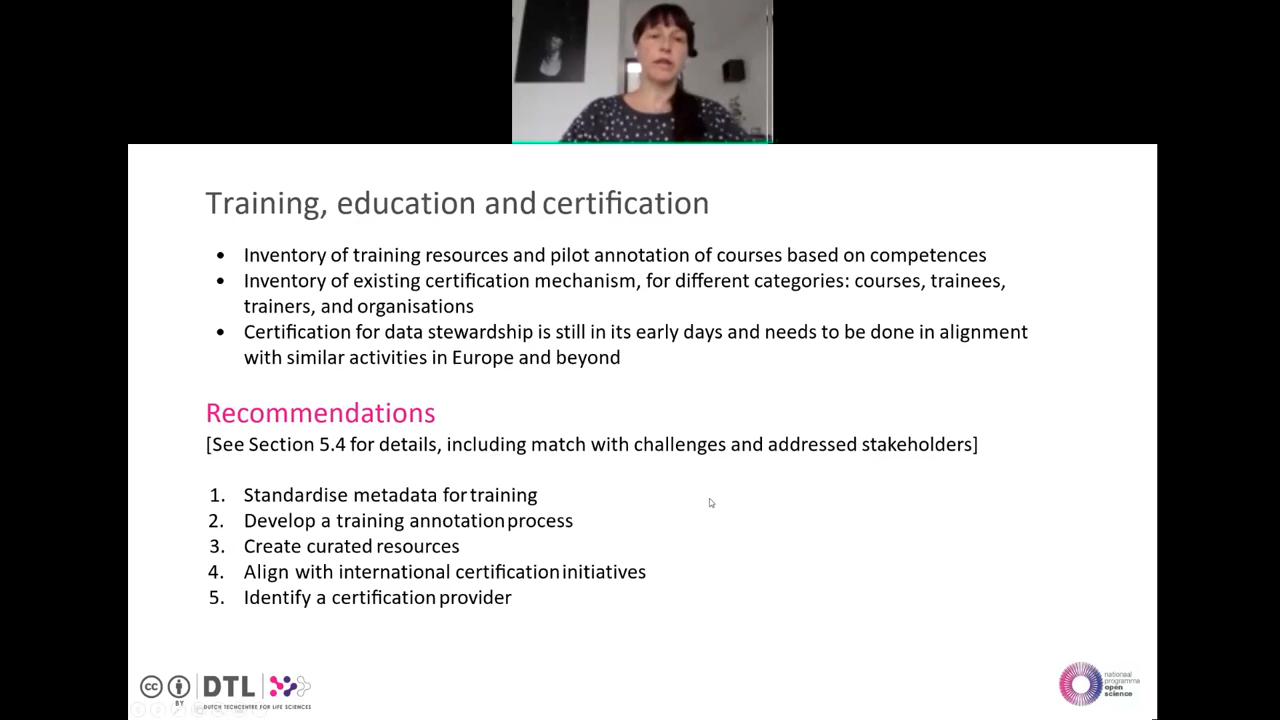 Training, education and certification
• Inventory of training resources and pilot annotation of courses based on competences
• Inventory of existing certification mechanism, for different categories: courses, trainees,
trainers, and organisations
• Certification for data stewardship is still in its early days and needs to be done in alignment
with similar activities in Europe and beyond
Recommendations
[See Section 5.4 for details, including match with challenges and addressed stakeholders]
1. Standardise metadata for training
2. Develop a training annotation process
3. Create curated resources
4. Align with international certification initiatives
5. Identify a certification provider
cc BY DTL
DUTCH TECHCENTRE FOR LIFE SCIENCES
nationaal
programma
open
science